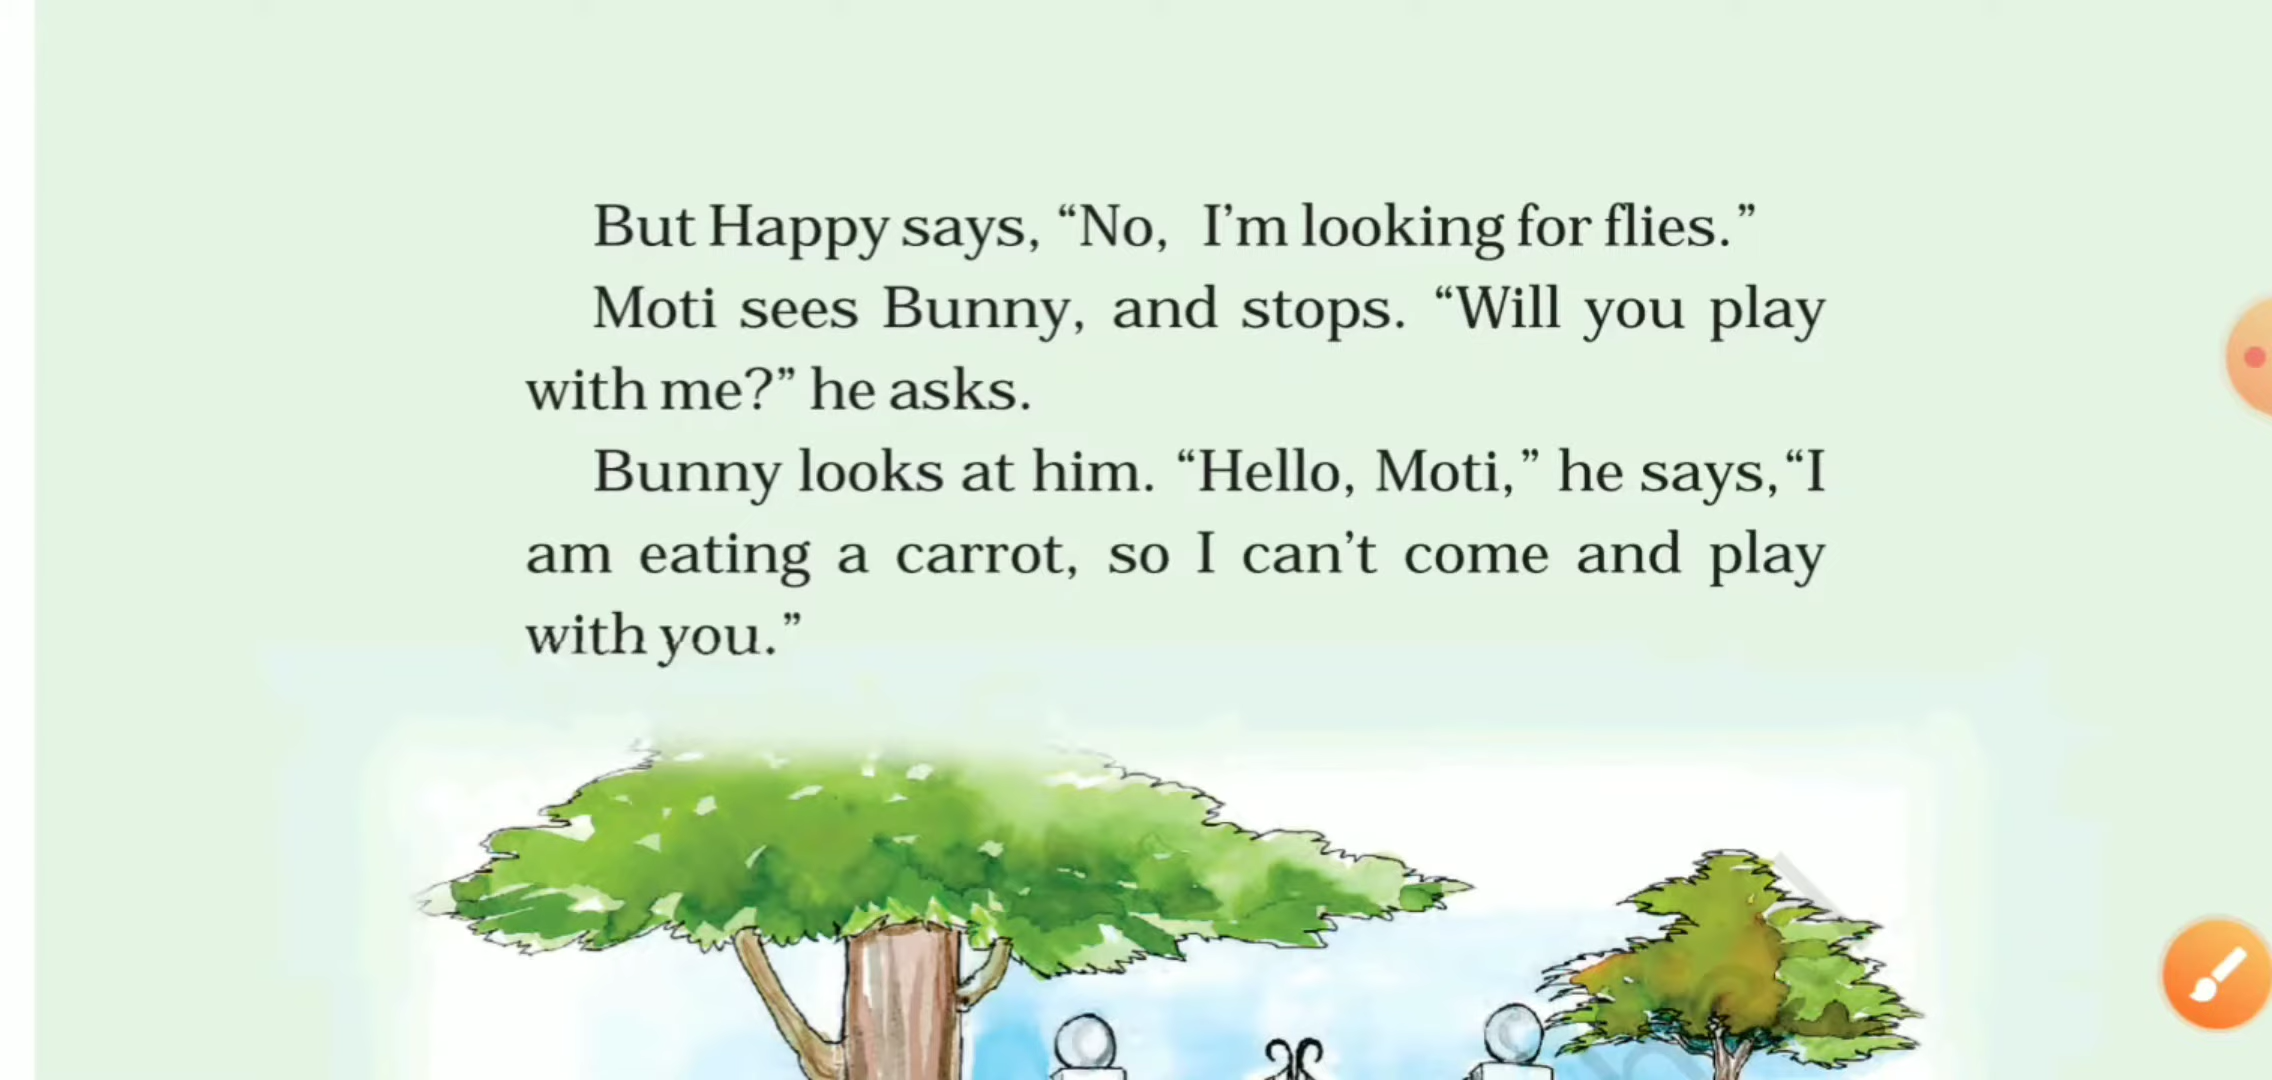 But Happy says, “No, I’m looking for flies.”
Moti sees Bunny, and stops. “Will you play
with me?” he asks.
Bunny looks at him. “Hello, Moti,” he says,“I
am eating a carrot, so I can’t come and play
with you.”